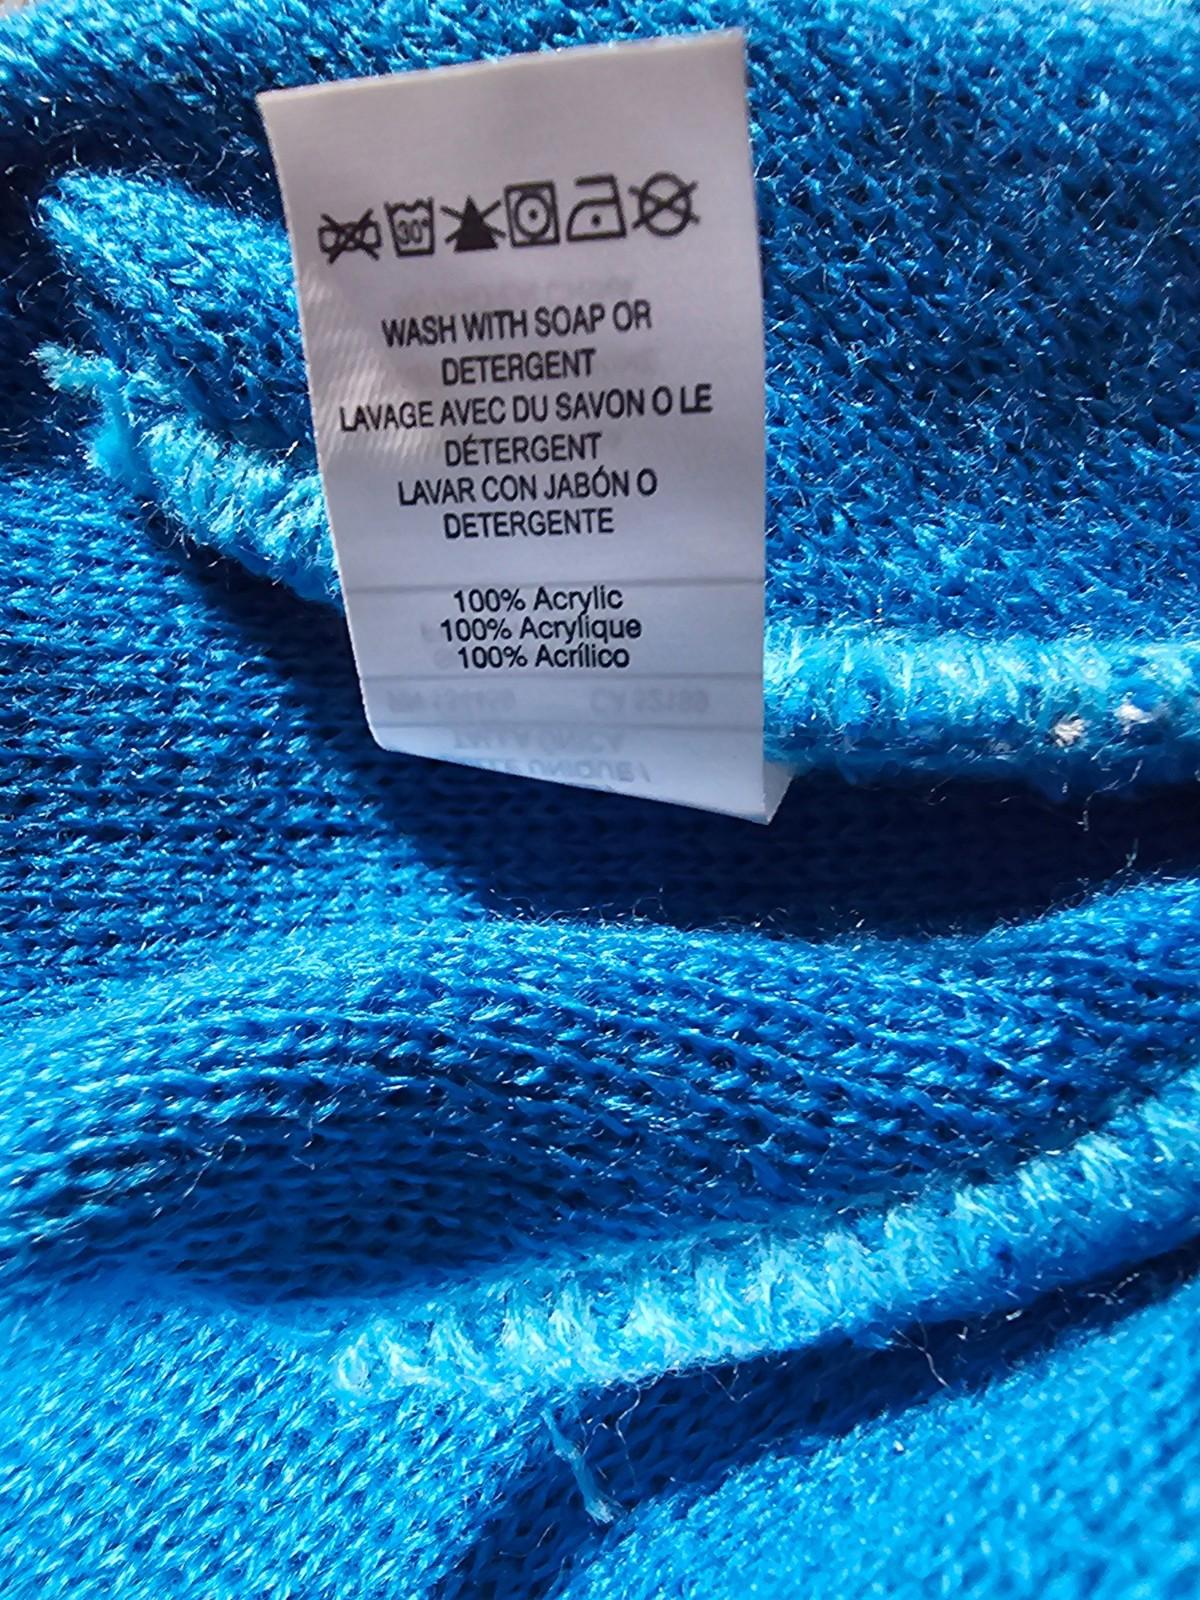 30°
WASH WITH SOAP OR
DETERGENT
LAVAGE AVEC DU SAVON O LE
DÉTERGENT
LAVAR CON JABÓN O
DETERGENTE
100% Acrylic
100% Acrylique
100% Acrílico